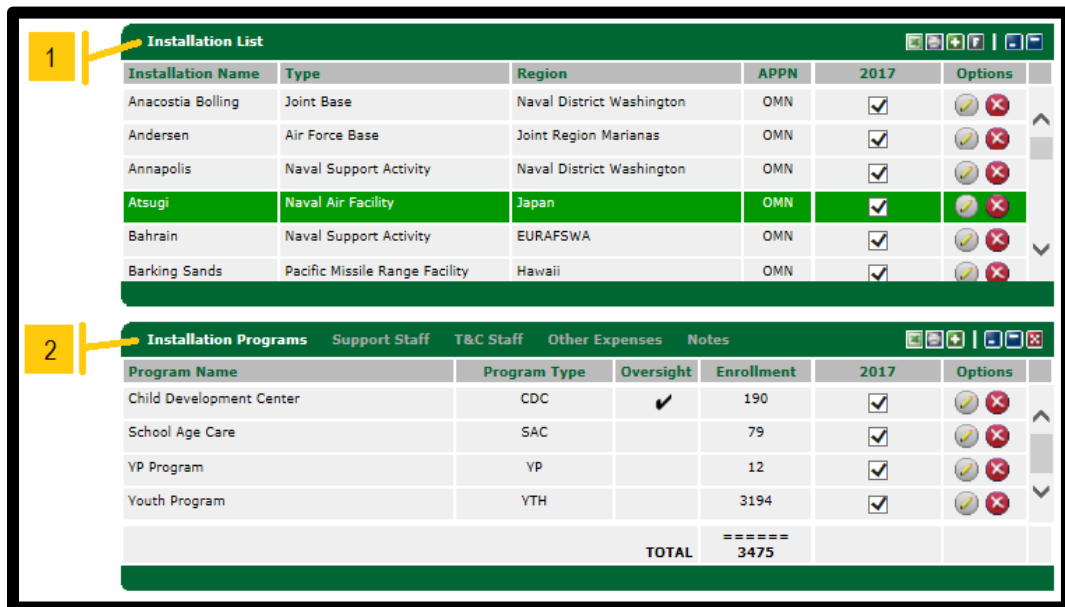 1
Installation List
Installation Name Type Region APPN 2017 Options
Anacostia Bolling Joint Base Naval District Washington OMN
Andersen Air Force Base Joint Region Marianas OMN
Annapolis Naval Support Activity Naval District Washington OMN
Atsugi Naval Air Facility Japan OMN
Bahrain Naval Support Activity EURAFSWA OMN
Barking Sands Pacific Missile Range Facility Hawaii OMN
2
Installation Programs Support Staff T&C Staff Other Expenses Notes
Program Name Program Type Oversight Enrollment 2017 Options
Child Development Center CDC 190
School Age Care SAC 79
YP Program YP 12
Youth Program YTH 3194
======
TOTAL 3475